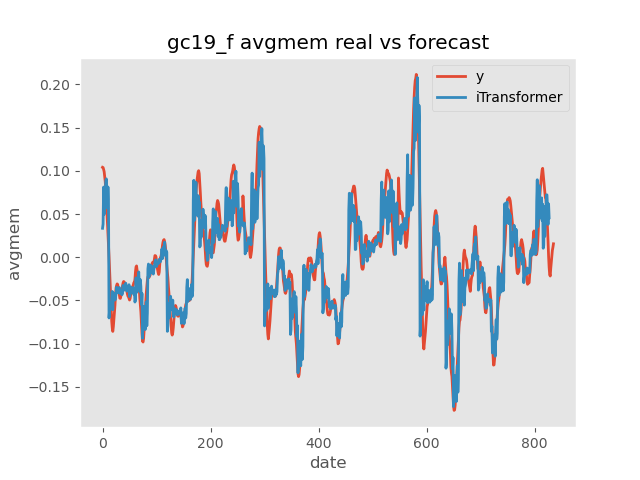 gc19_f avgmem real vs forecast
y
iTransformer
avgmem
0.20
0.15
0.10
0.05
0.00
−0.05
−0.10
−0.15
0 200 400 600 800
date